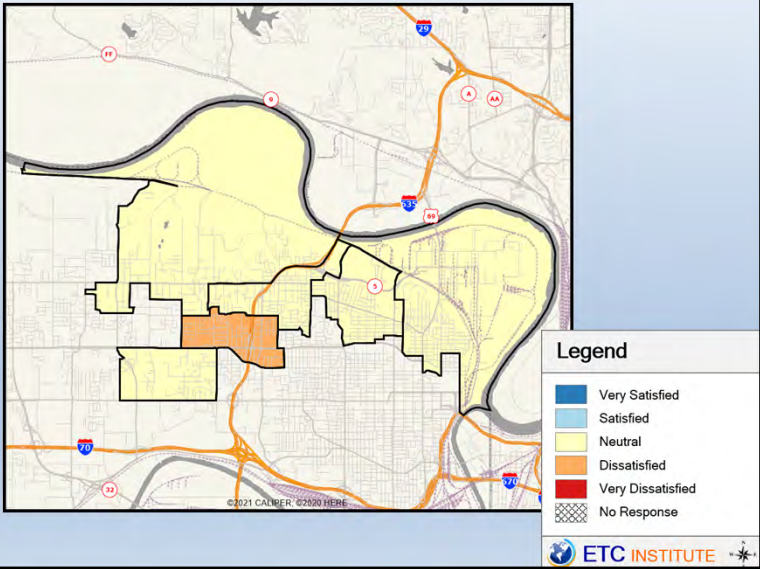 29
FF
A
AA
9
635
69
5
Legend
Very Satisfied
Satisfied
Neutral
Dissatisfied
Very Dissatisfied
No Response
70
670
32
©2021 CALIPER; ©2020 HERE
ETC INSTITUTE
N
W
E
S